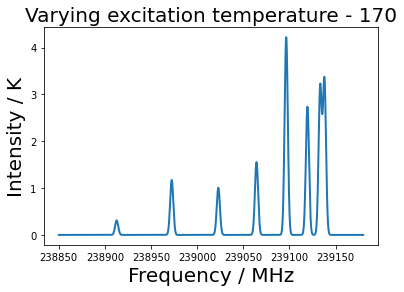 Varying excitation temperature - 170
Intensity / K
4
3
2
1
0
238850 238900 238950 239000 239050 239100 239150
Frequency / MHz